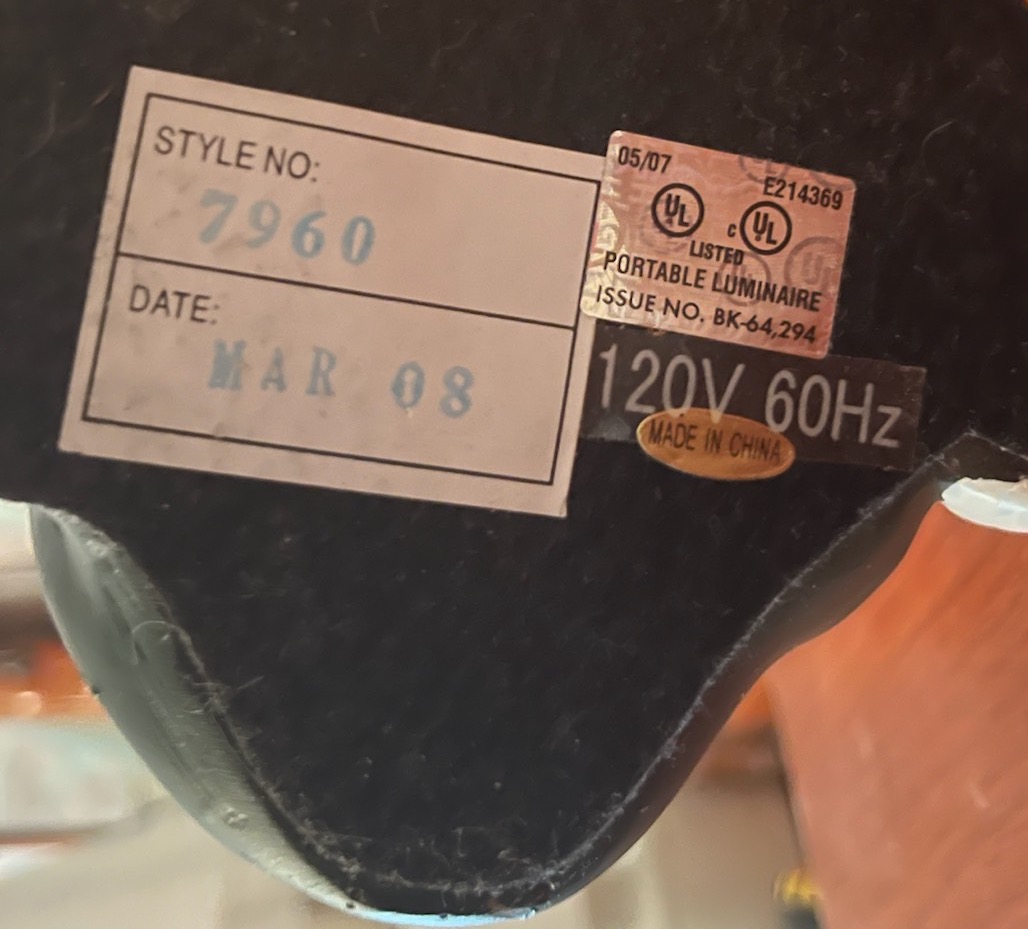 STYLE NO:
7960
DATE:
MAR 08
05/07
E214369
UL c UL
LISTED
PORTABLE LUMINAIRE
ISSUE NO. BK-64,294
120V 60Hz
MADE IN CHINA